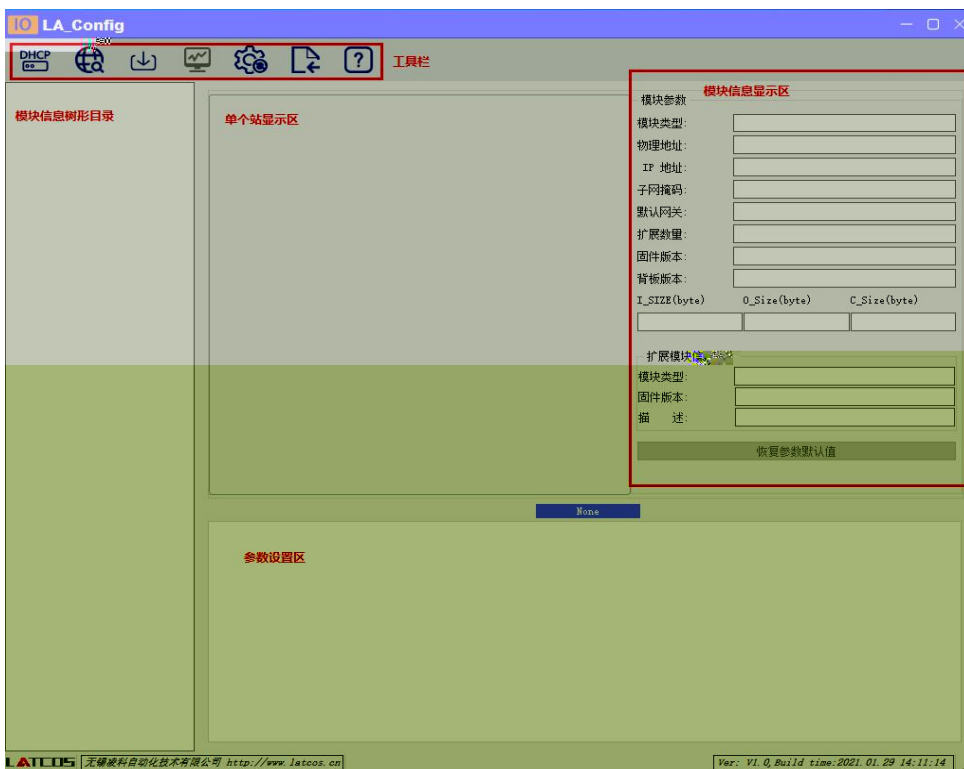 IO LA_Config
DHCP
工具栏
模块信息树形目录
单个站显示区
模块信息显示区
模块参数
模块类型:
物理地址:
IP 地址:
子网掩码:
默认网关:
扩展数量:
固件版本:
背板版本:
I_SIZE(byte) O_Size(byte) C_Size(byte)
扩展模块信
模块类型:
固件版本:
描 述:
恢复参数默认值
None
参数设置区
LATCOS 无锡凌科自动化技术有限公司 http://www.latcos.cn
Ver: V1.0,Build time:2021.01.29 14:11:14